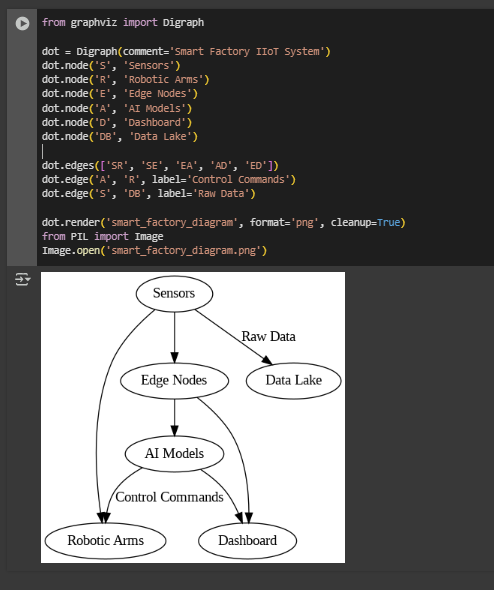 from graphviz import Digraph
dot = Digraph(comment='Smart Factory IIoT System')
dot.node('S', 'Sensors')
dot.node('R', 'Robotic Arms')
dot.node('E', 'Edge Nodes')
dot.node('A', 'AI Models')
dot.node('D', 'Dashboard')
dot.node('DB', 'Data Lake')
dot.edges(['SR', 'SE', 'EA', 'AD', 'ED'])
dot.edge('A', 'R', label='Control Commands')
dot.edge('S', 'DB', label='Raw Data')
dot.render('smart_factory_diagram', format='png', cleanup=True)
from PIL import Image
Image.open('smart_factory_diagram.png')
Sensors
Raw Data
Edge Nodes
Data Lake
AI Models
Control Commands
Robotic Arms
Dashboard